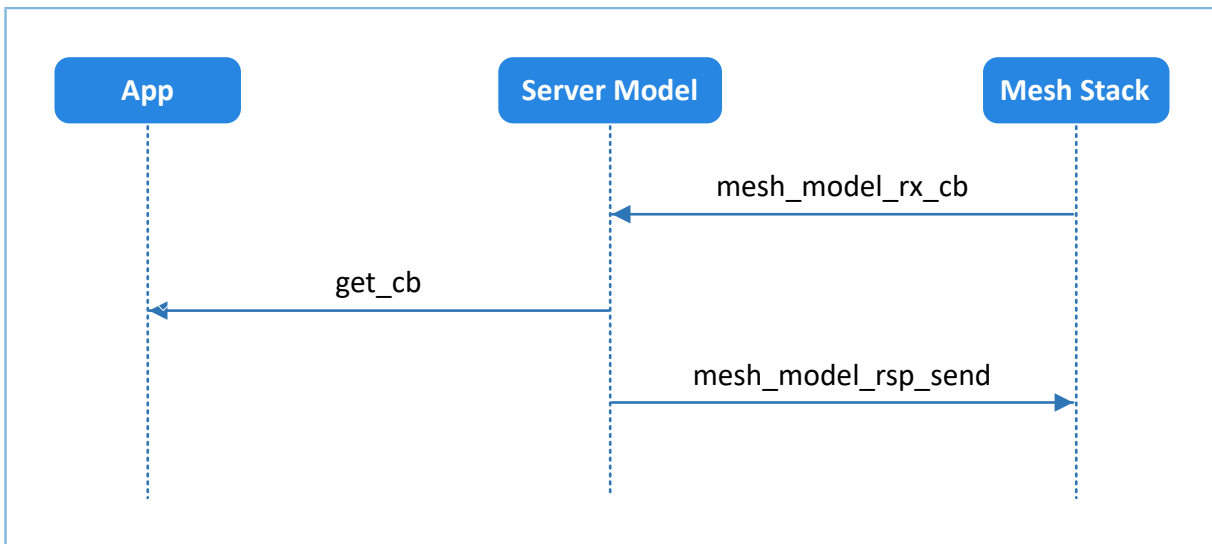 App
Server Model
Mesh Stack
mesh_model_rx_cb
get_cb
mesh_model_rsp_send